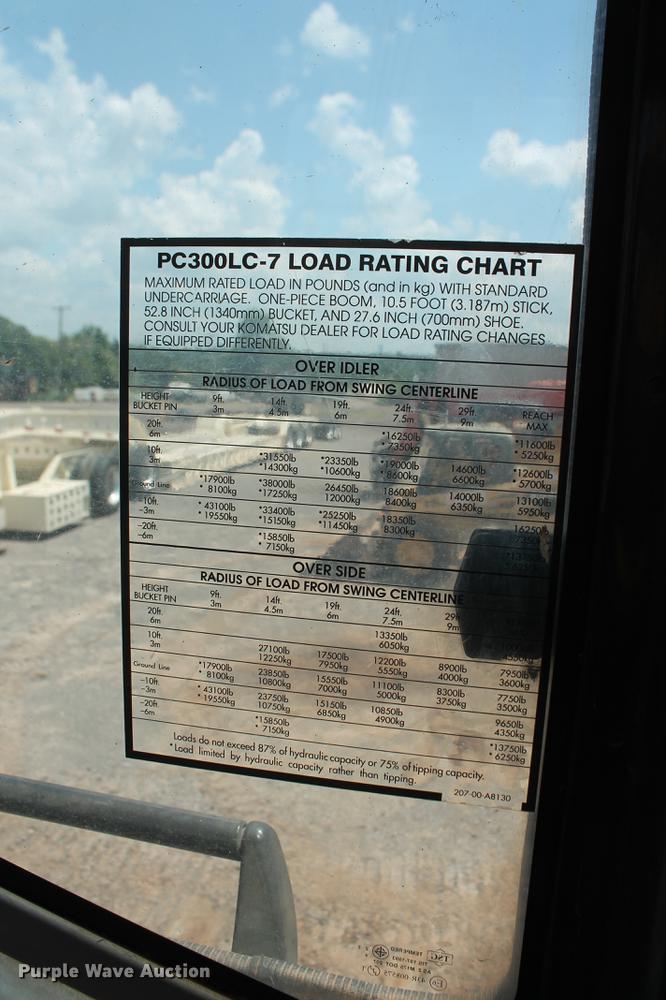 PC300LC-7 LOAD RATING CHART
MAXIMUM RATED LOAD IN POUNDS (and in kg) WITH STANDARD
UNDERCARRIAGE. ONE-PIECE BOOM, 10.5 FOOT (3.187m) STICK,
52.8 INCH (1340mm) BUCKET, AND 27.6 INCH (700mm) SHOE.
CONSULT YOUR KOMATSU DEALER FOR LOAD RATING CHANGES
IF EQUIPPED DIFFERENTLY.
OVER IDLER
RADIUS OF LOAD FROM SWING CENTERLINE
HEIGHT 9ft. 14ft. 19ft. 24ft. 29ft. REACH
BUCKET PIN 3m 4.5m 6m 7.5m 9m MAX
20ft. *16250lb *11600lb
6m *7350kg *5250kg
10ft. *31550lb *23350lb *19000lb 14600lb *12600lb
3m *14300kg *10600kg *8600kg 6600kg 5700kg
Ground Line *17900lb *38000lb 26450lb 18600lb 14000lb 13100lb
*8100kg *17250kg 12000kg 8400kg 6350kg 5950kg
-10ft. *43100lb *33400lb *25250lb 18350lb 16250lb
-3m *19550kg *15150kg *11450kg 8300kg
-20ft. *15850lb
-6m *7150kg
OVER SIDE
RADIUS OF LOAD FROM SWING CENTERLINE
HEIGHT 9ft. 14ft. 19ft. 24ft. 29ft.
BUCKET PIN 3m 4.5m 6m 7.5m 9m
20ft. 13350lb
6m 6050kg
10ft. 27100lb 17500lb 12200lb 8900lb 7950lb
3m 12250kg 7950kg 5550kg 4000kg 3600kg
Ground Line *17900lb 23850lb 15550lb 11100lb 8300lb 7750lb
*8100kg 10800kg 7000kg 5000kg 3750kg 3500kg
-10ft. *43100lb 23750lb 15150lb 10850lb 9650lb
-3m *19550kg 10750kg 6850kg 4900kg 4350kg
-20ft. *15850lb *13750lb
-6m *7150kg *6250kg
Loads do not exceed 87% of hydraulic capacity or 75% of tipping capacity.
*Load limited by hydraulic capacity rather than tipping.
207-00-A8130
TEMPERED
TSG
Purple Wave Auction